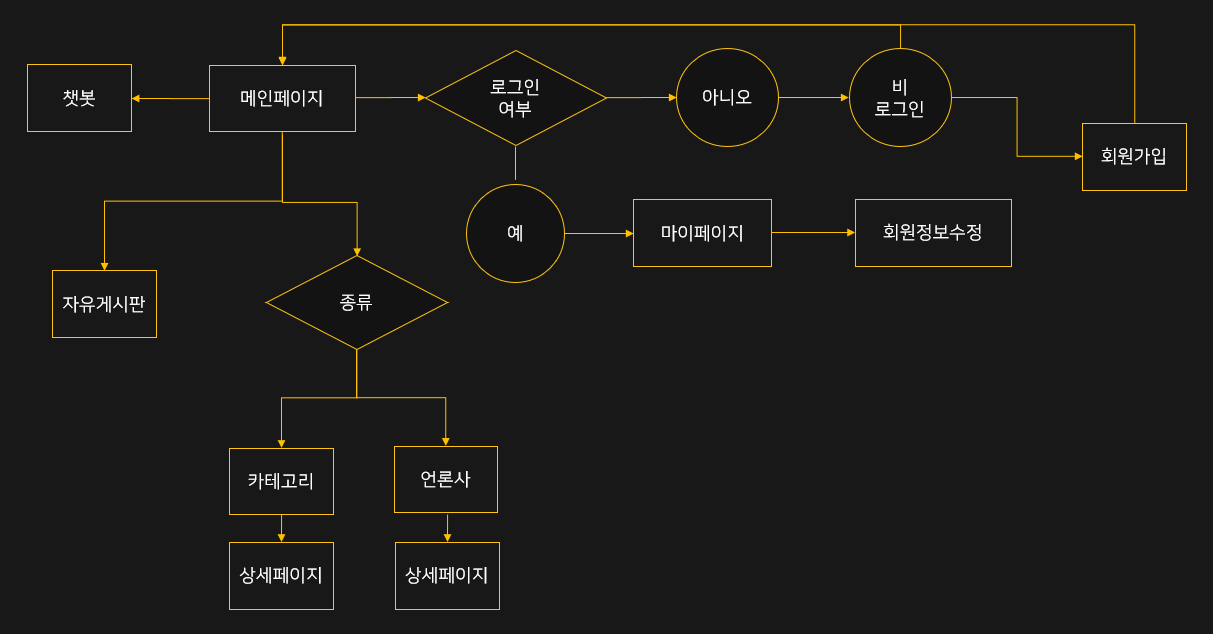 챗봇
메인페이지
로그인
여부
아니오
비
로그인
회원가입
예
마이페이지
회원정보수정
자유게시판
종류
카테고리
언론사
상세페이지
상세페이지